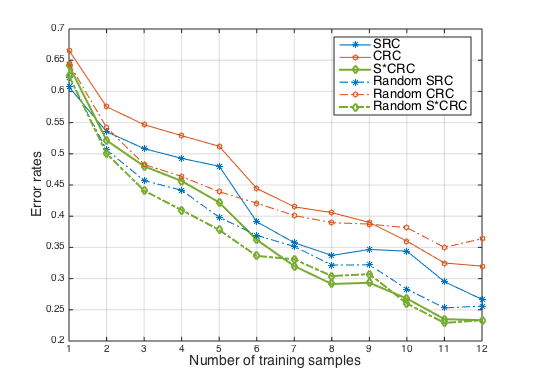 0.7
0.65
0.6
0.55
0.5
0.45
0.4
0.35
0.3
0.25
0.2
Error rates
SRC
CRC
S*CRC
Random SRC
Random CRC
Random S*CRC
1 2 3 4 5 6 7 8 9 10 11 12
Number of training samples